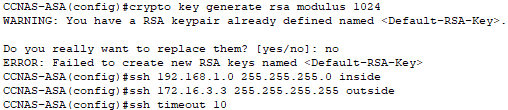 CCNAS-ASA(config)#crypto key generate rsa modulus 1024
WARNING: You have a RSA keypair already defined named <Default-RSA-Key>.
Do you really want to replace them? [yes/no]: no
ERROR: Failed to create new RSA keys named <Default-RSA-Key>
CCNAS-ASA(config)#ssh 192.168.1.0 255.255.255.0 inside
CCNAS-ASA(config)#ssh 172.16.3.3 255.255.255.255 outside
CCNAS-ASA(config)#ssh timeout 10